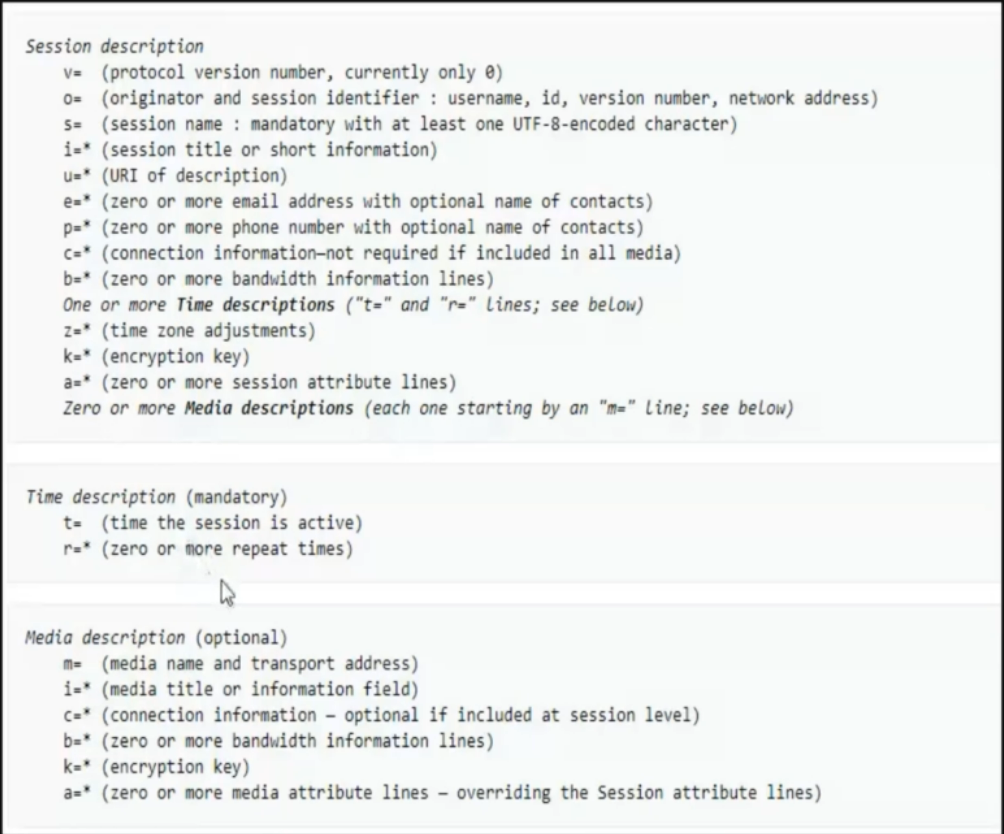 Session description
v= (protocol version number, currently only 0)
o= (originator and session identifier : username, id, version number, network address)
s= (session name : mandatory with at least one UTF-8-encoded character)
i=* (session title or short information)
u=* (URI of description)
e=* (zero or more email address with optional name of contacts)
p=* (zero or more phone number with optional name of contacts)
c=* (connection information—not required if included in all media)
b=* (zero or more bandwidth information lines)
One or more Time descriptions ("t=" and "r=" lines; see below)
z=* (time zone adjustments)
k=* (encryption key)
a=* (zero or more session attribute lines)
Zero or more Media descriptions (each one starting by an "m=" line; see below)
Time description (mandatory)
t= (time the session is active)
r=* (zero or more repeat times)
Media description (optional)
m= (media name and transport address)
i=* (media title or information field)
c=* (connection information — optional if included at session level)
b=* (zero or more bandwidth information lines)
k=* (encryption key)
a=* (zero or more media attribute lines — overriding the Session attribute lines)